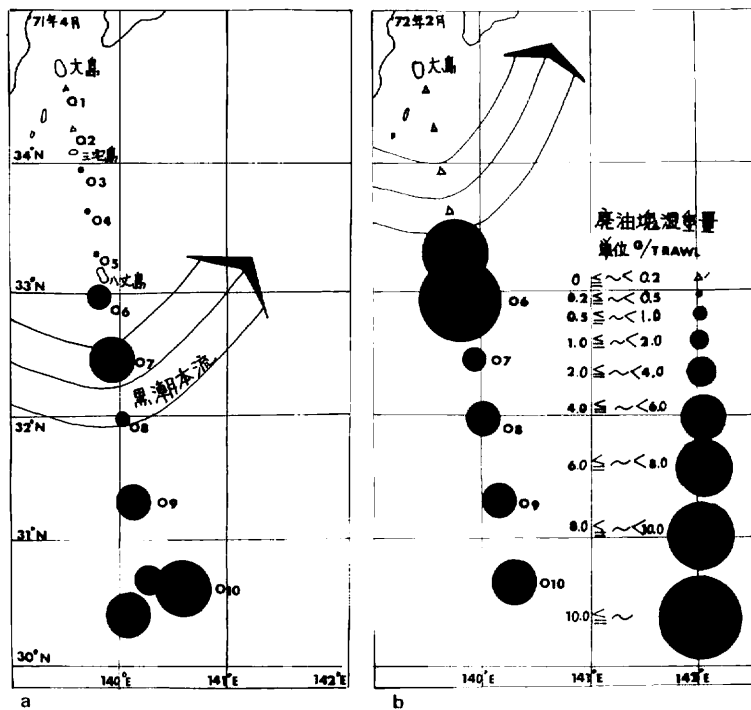 71年4月
大島
O1
O2
三宅島
34°N
O3
O4
O5
八丈島
33°N
O6
O7
黒潮本流
32°N
O8
O9
31°N
O10
30°N
140°E
141°E
142°E
a
72年2月
大島
O6
O7
O8
O9
O10
140°E
141°E
142°E
b
廃油塊湿重量
単位 G/TRAWL
0 ≦ ～< 0.2
0.2 ≦ ～< 0.5
0.5 ≦ ～< 1.0
1.0 ≦ ～< 2.0
2.0 ≦ ～<4.0
4.0 ≦ ～<6.0
6.0 ≦ ～< 8.0
8.0 ≦ ～<10.0
10.0 ≦ ～